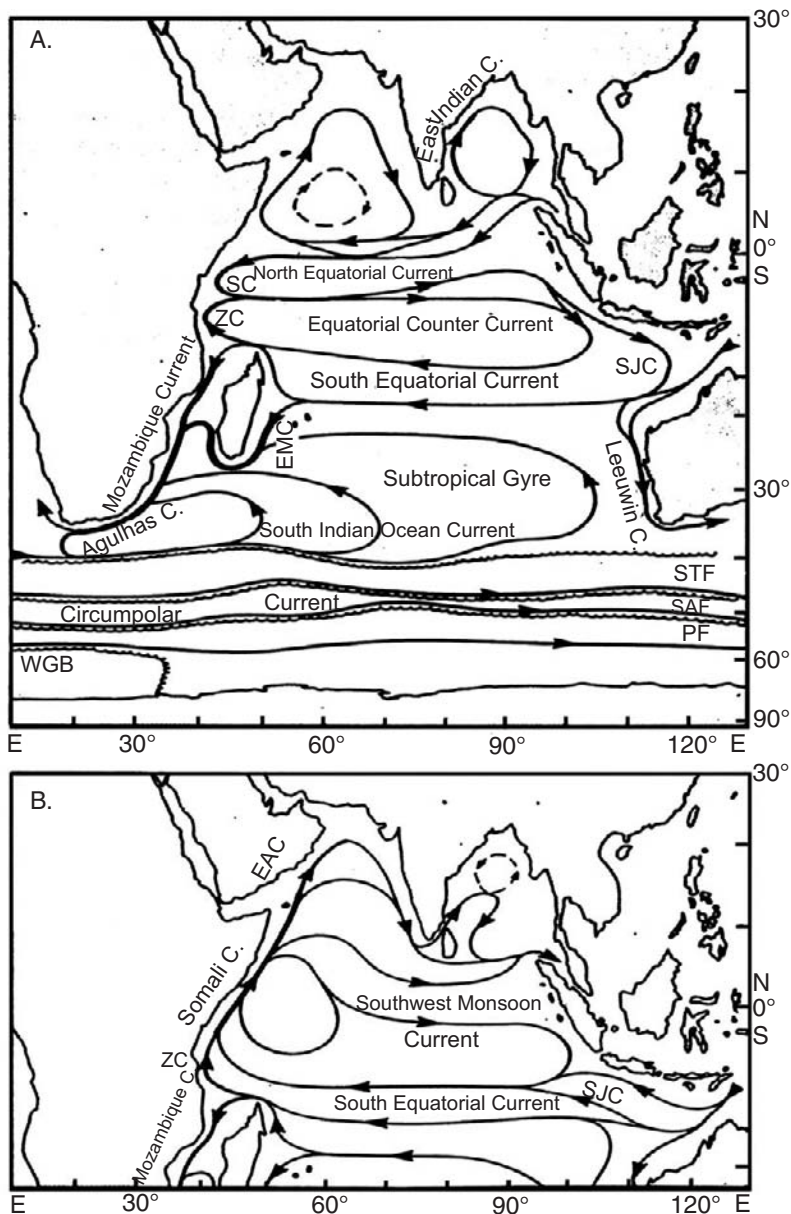 A.
30°
East Indian C.
N
0°
S
North Equatorial Current
SC
ZC
Equatorial Counter Current
SJC
South Equatorial Current
Mozambique Current
EMC
Subtropical Gyre
Leeuwin C.
30°
Agulhas C.
South Indian Ocean Current
STF
Circumpolar
Current
SAF
PF
WGB
60°
90°
E 30° 60° 90° 120° E
B.
30°
EAC
Somali C.
N
0°
S
Southwest Monsoon
Current
ZC
SJC
Mozambique C.
South Equatorial Current
E 30° 60° 90° 120° E